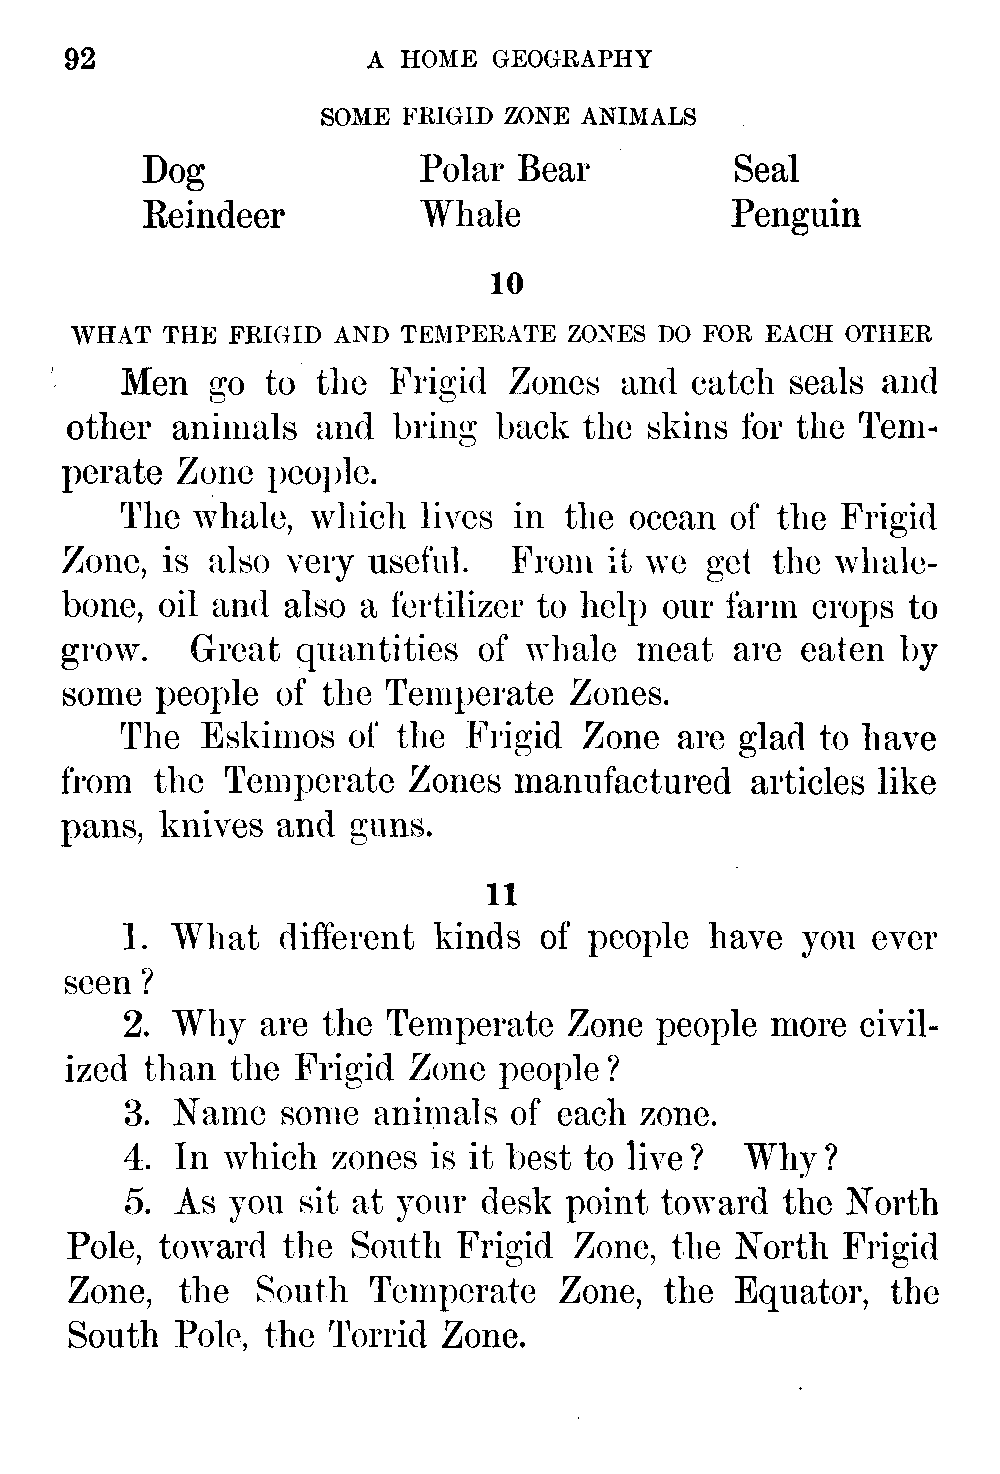 92 A HOME GEOGRAPHY
SOME FRIGID ZONE ANIMALS
Dog Polar Bear Seal
Reindeer Whale Penguin
10
WHAT THE FRIGID AND TEMPERATE ZONES DO FOR EACH OTHER
Men go to the Frigid Zones and catch seals and
other animals and bring back the skins for the Tem-
perate Zone people.
The whale, which lives in the ocean of the Frigid
Zone, is also very useful. From it we get the whale-
bone, oil and also a fertilizer to help our farm crops to
grow. Great quantities of whale meat are eaten by
some people of the Temperate Zones.
The Eskimos of the Frigid Zone are glad to have
from the Temperate Zones manufactured articles like
pans, knives and guns.
11
1. What different kinds of people have you ever
seen?
2. Why are the Temperate Zone people more civil-
ized than the Frigid Zone people?
3. Name some animals of each zone.
4. In which zones is it best to live? Why?
5. As you sit at your desk point toward the North
Pole, toward the South Frigid Zone, the North Frigid
Zone, the South Temperate Zone, the Equator, the
South Pole, the Torrid Zone.